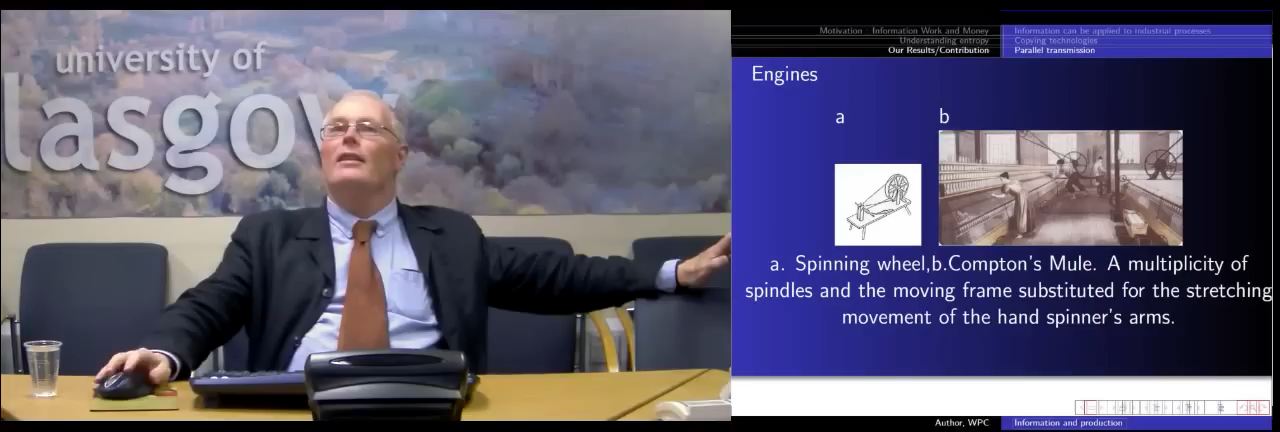 university of
lasgow
Motivation : Information Work and Money
Understanding entropy
Our Results/Contribution
Information can be applied to industrial processes
Copying technologies
Parallel transmission
Engines
a b
a. Spinning wheel,b.Compton's Mule. A multiplicity of
spindles and the moving frame substituted for the stretching
movement of the hand spinner's arms.
Author, WPC Information and production